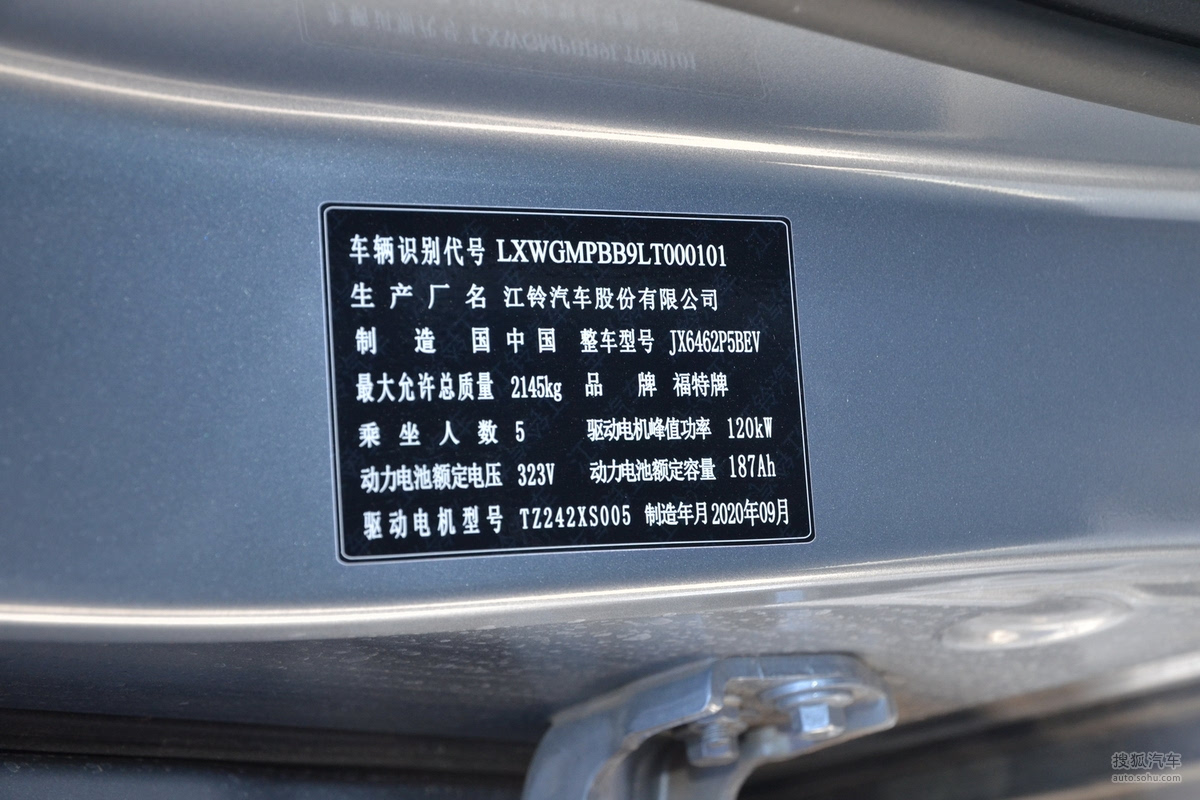 车辆识别代号 LXWGMPBB9LT000101
生产厂名 江铃汽车股份有限公司
制造国 中国 整车型号 JX6462P5BEV
最大允许总质量 2145kg 品牌 福特牌
乘坐人数 5 驱动电机峰值功率 120kW
动力电池额定电压 323V 动力电池额定容量 187Ah
驱动电机型号 TZ242XS005 制造年月 2020年09月
搜狐汽车
auto.sohu.com